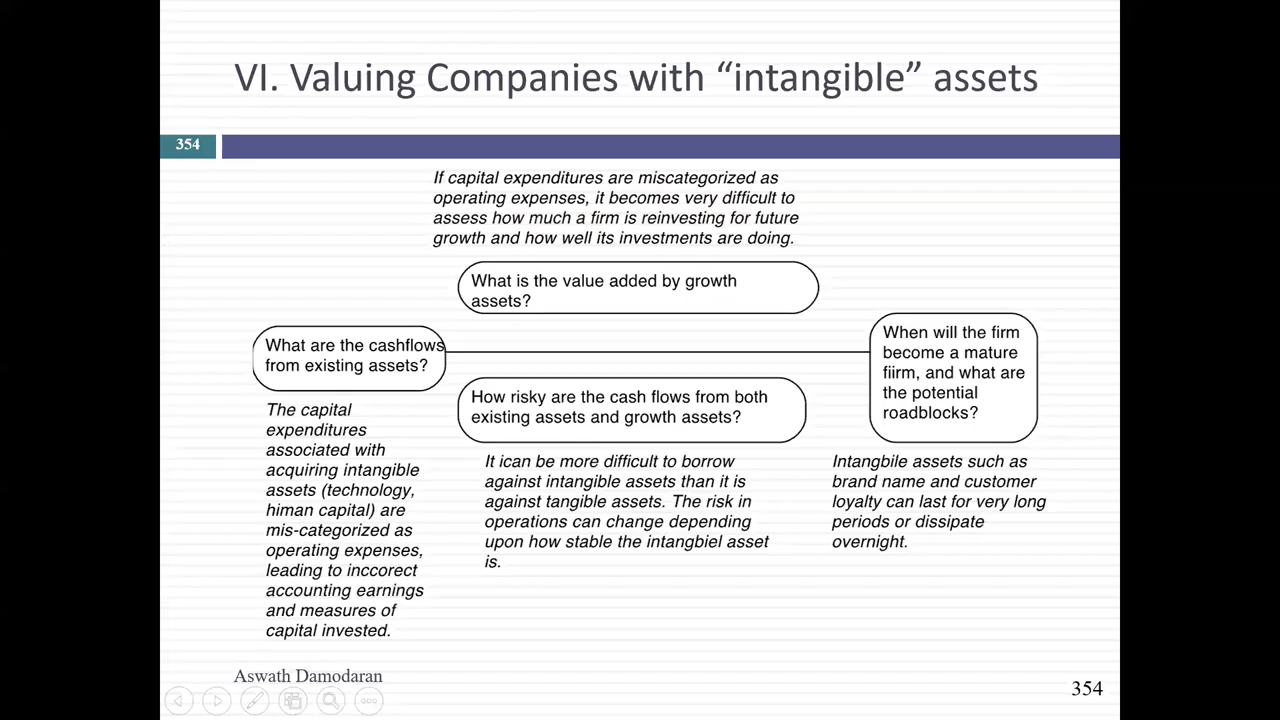 VI. Valuing Companies with “intangible” assets
354
If capital expenditures are miscategorized as
operating expenses, it becomes very difficult to
assess how much a firm is reinvesting for future
growth and how well its investments are doing.
What is the value added by growth
assets?
What are the cashflows
from existing assets?
When will the firm
become a mature
fiirm, and what are
the potential
roadblocks?
How risky are the cash flows from both
existing assets and growth assets?
The capital
expenditures
associated with
acquiring intangible
assets (technology,
himan capital) are
mis-categorized as
operating expenses,
leading to inccorect
accounting earnings
and measures of
capital invested.
It ican be more difficult to borrow
against intangible assets than it is
against tangible assets. The risk in
operations can change depending
upon how stable the intangbiel asset
is.
Intangbile assets such as
brand name and customer
loyalty can last for very long
periods or dissipate
overnight.
Aswath Damodaran
354